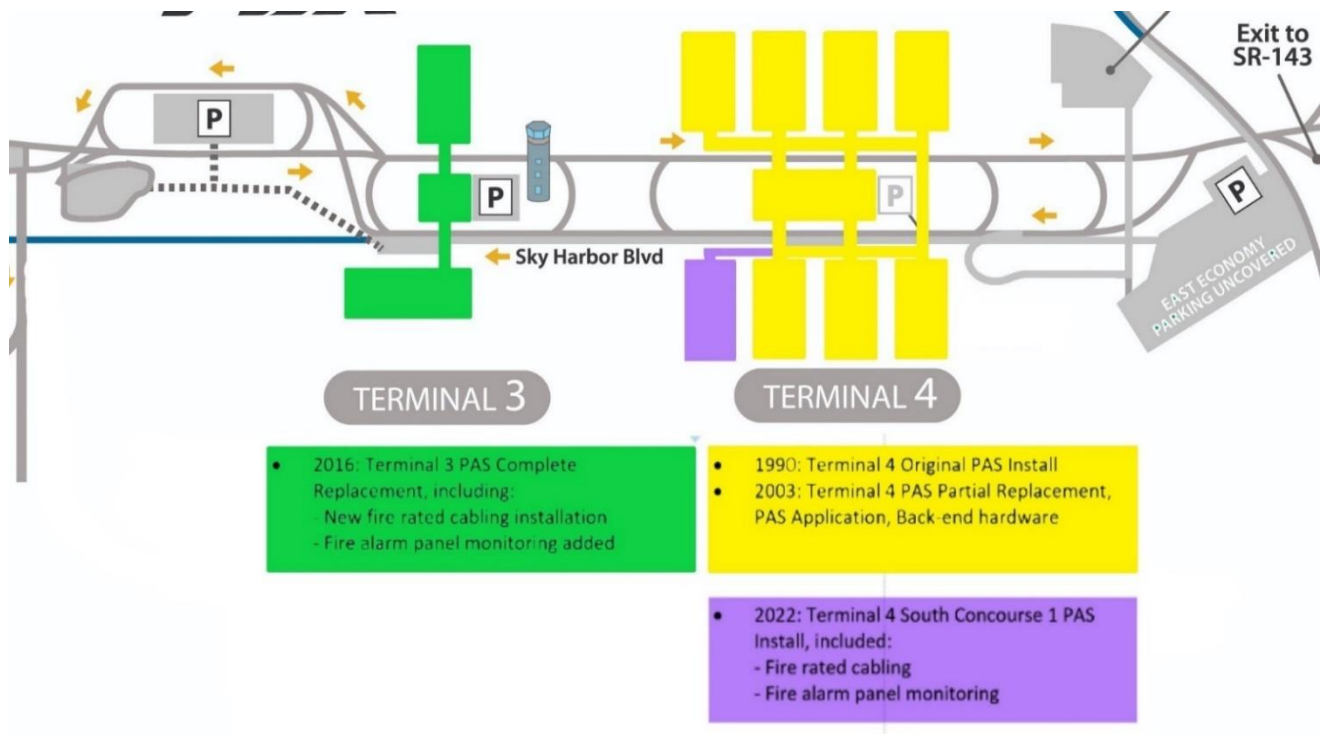 Exit to
SR-143
P
P
P
P
Sky Harbor Blvd
EAST ECONOMY
PARKING UNCOVERED
TERMINAL 3
TERMINAL 4
• 2016: Terminal 3 PAS Complete
Replacement, including:
- New fire rated cabling installation
- Fire alarm panel monitoring added
• 1990: Terminal 4 Original PAS Install
• 2003: Terminal 4 PAS Partial Replacement,
PAS Application, Back-end hardware
• 2022: Terminal 4 South Concourse 1 PAS
Install, included:
- Fire rated cabling
- Fire alarm panel monitoring